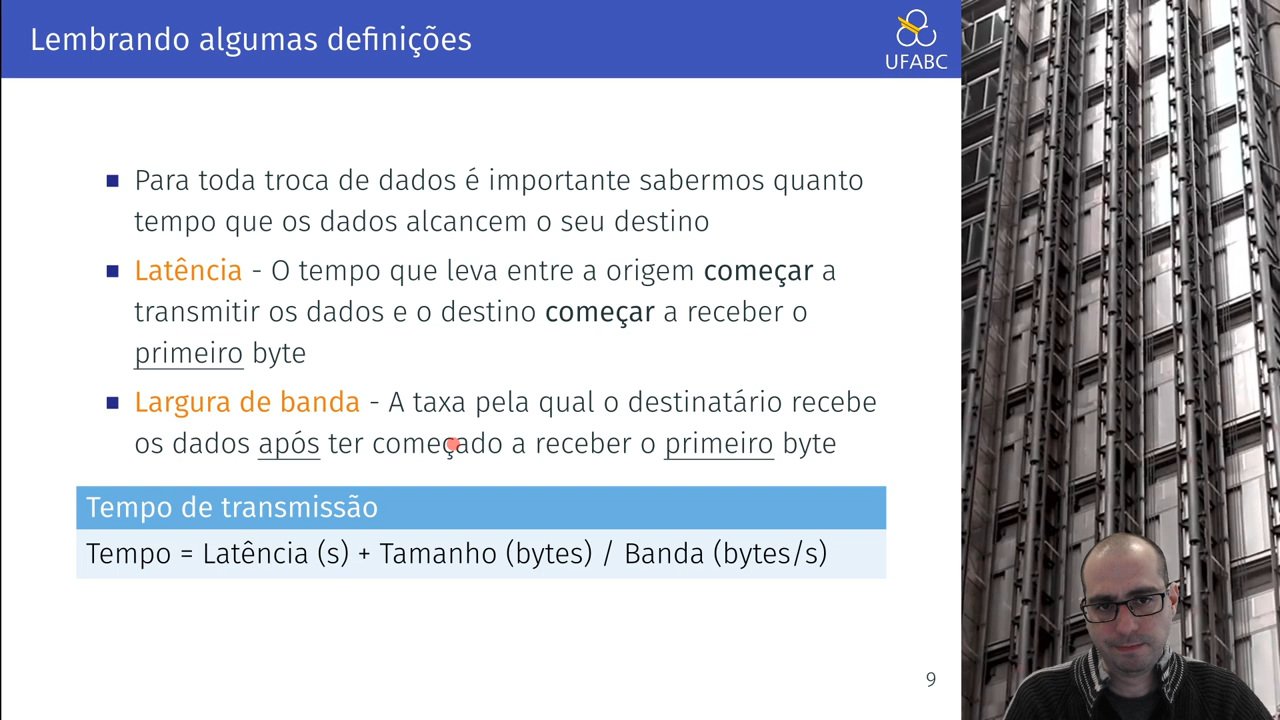 Lembrando algumas definições
UFABC
Para toda troca de dados é importante sabermos quanto
tempo que os dados alcancem o seu destino
Latência - O tempo que leva entre a origem começar a
transmitir os dados e o destino começar a receber o
primeiro byte
Largura de banda - A taxa pela qual o destinatário recebe
os dados após ter começado a receber o primeiro byte
Tempo de transmissão
Tempo = Latência (s) + Tamanho (bytes) / Banda (bytes/s)
9